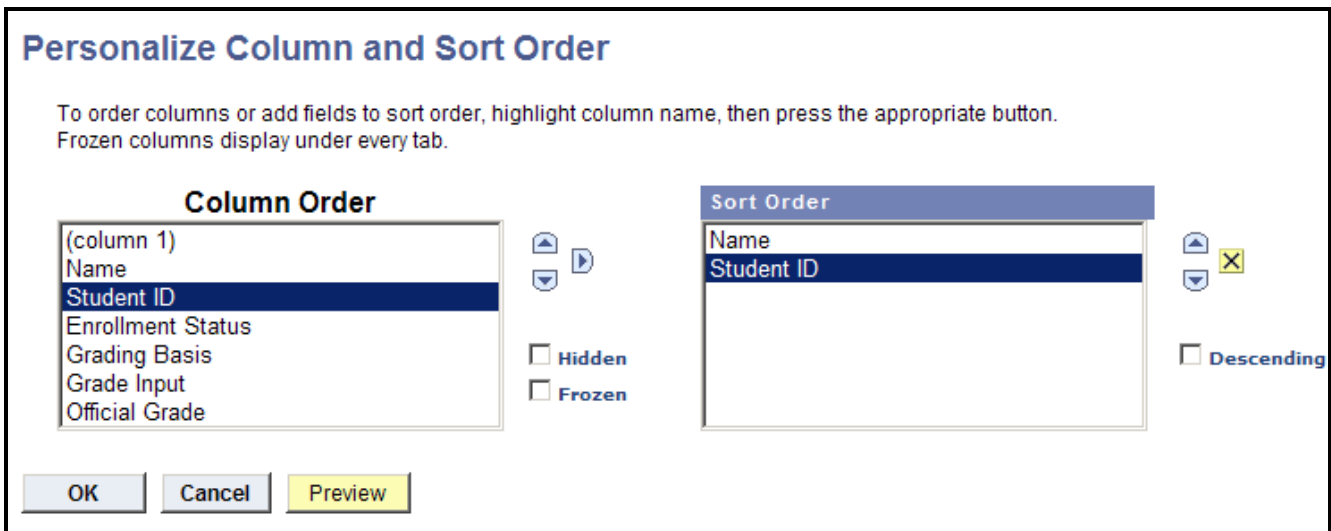 Personalize Column and Sort Order
To order columns or add fields to sort order, highlight column name, then press the appropriate button.
Frozen columns display under every tab.
Column Order
(column 1)
Name
Student ID
Enrollment Status
Grading Basis
Grade Input
Official Grade
Hidden
Frozen
Sort Order
Name
Student ID
Descending
OK
Cancel
Preview